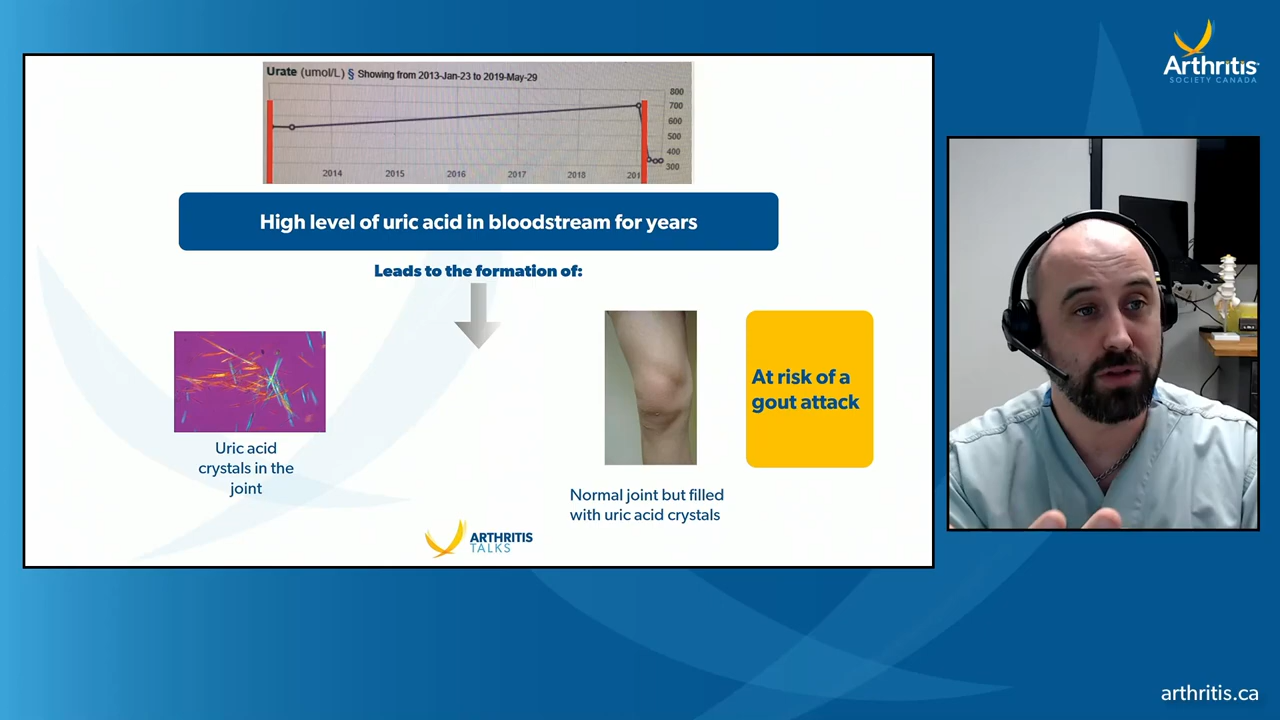 Urate (umol/L) § Showing from 2013-Jan-23 to 2019-May-29
800
700
600
500
400
300
2014
2015
2016
2017
2018
201
High level of uric acid in bloodstream for years
Leads to the formation of:
At risk of a
gout attack
Uric acid
crystals in the
joint
Normal joint but filled
with uric acid crystals
ARTHRITIS
TALKS
Arthritis
SOCIETY CANADA
arthritis.ca